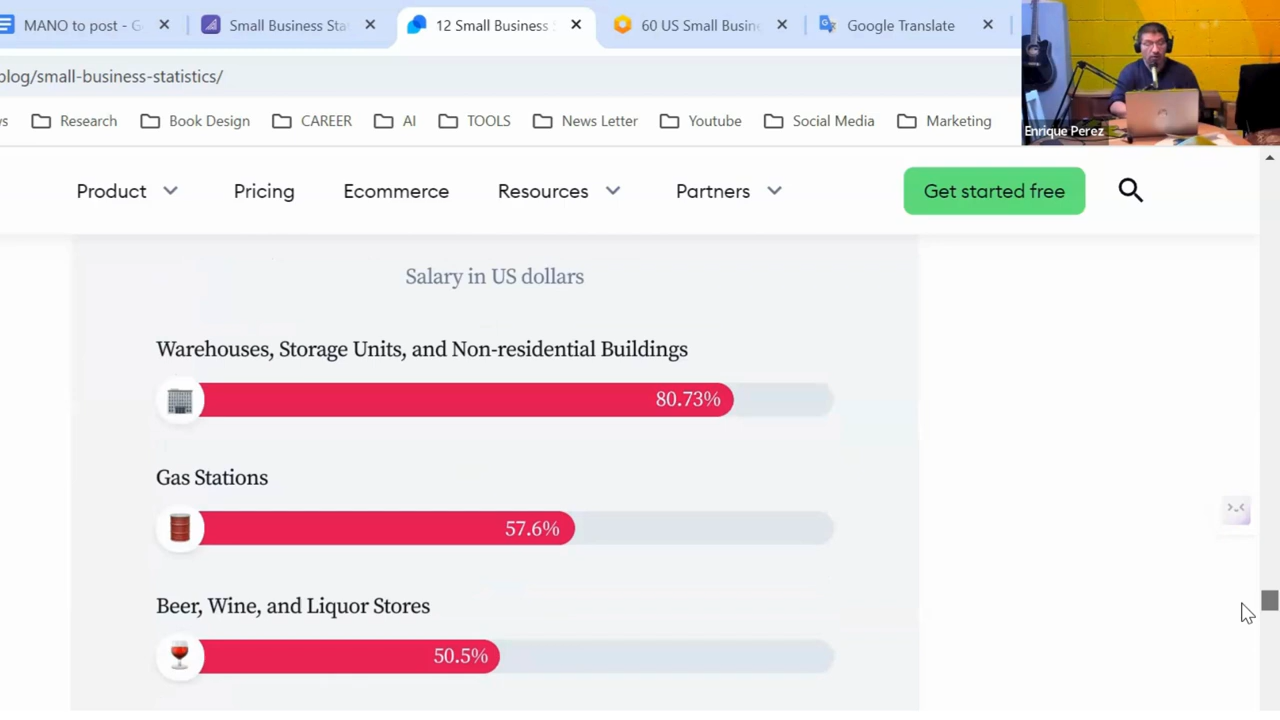 MANO to post - G
Small Business Sta
12 Small Business S
60 US Small Busin
Google Translate
blog/small-business-statistics/
vs
Research
Book Design
CAREER
AI
TOOLS
News Letter
Youtube
Social Media
Marketing
Enrique Perez
Product
Pricing
Ecommerce
Resources
Partners
Get started free
Salary in US dollars
Warehouses, Storage Units, and Non-residential Buildings
80.73%
Gas Stations
57.6%
Beer, Wine, and Liquor Stores
50.5%